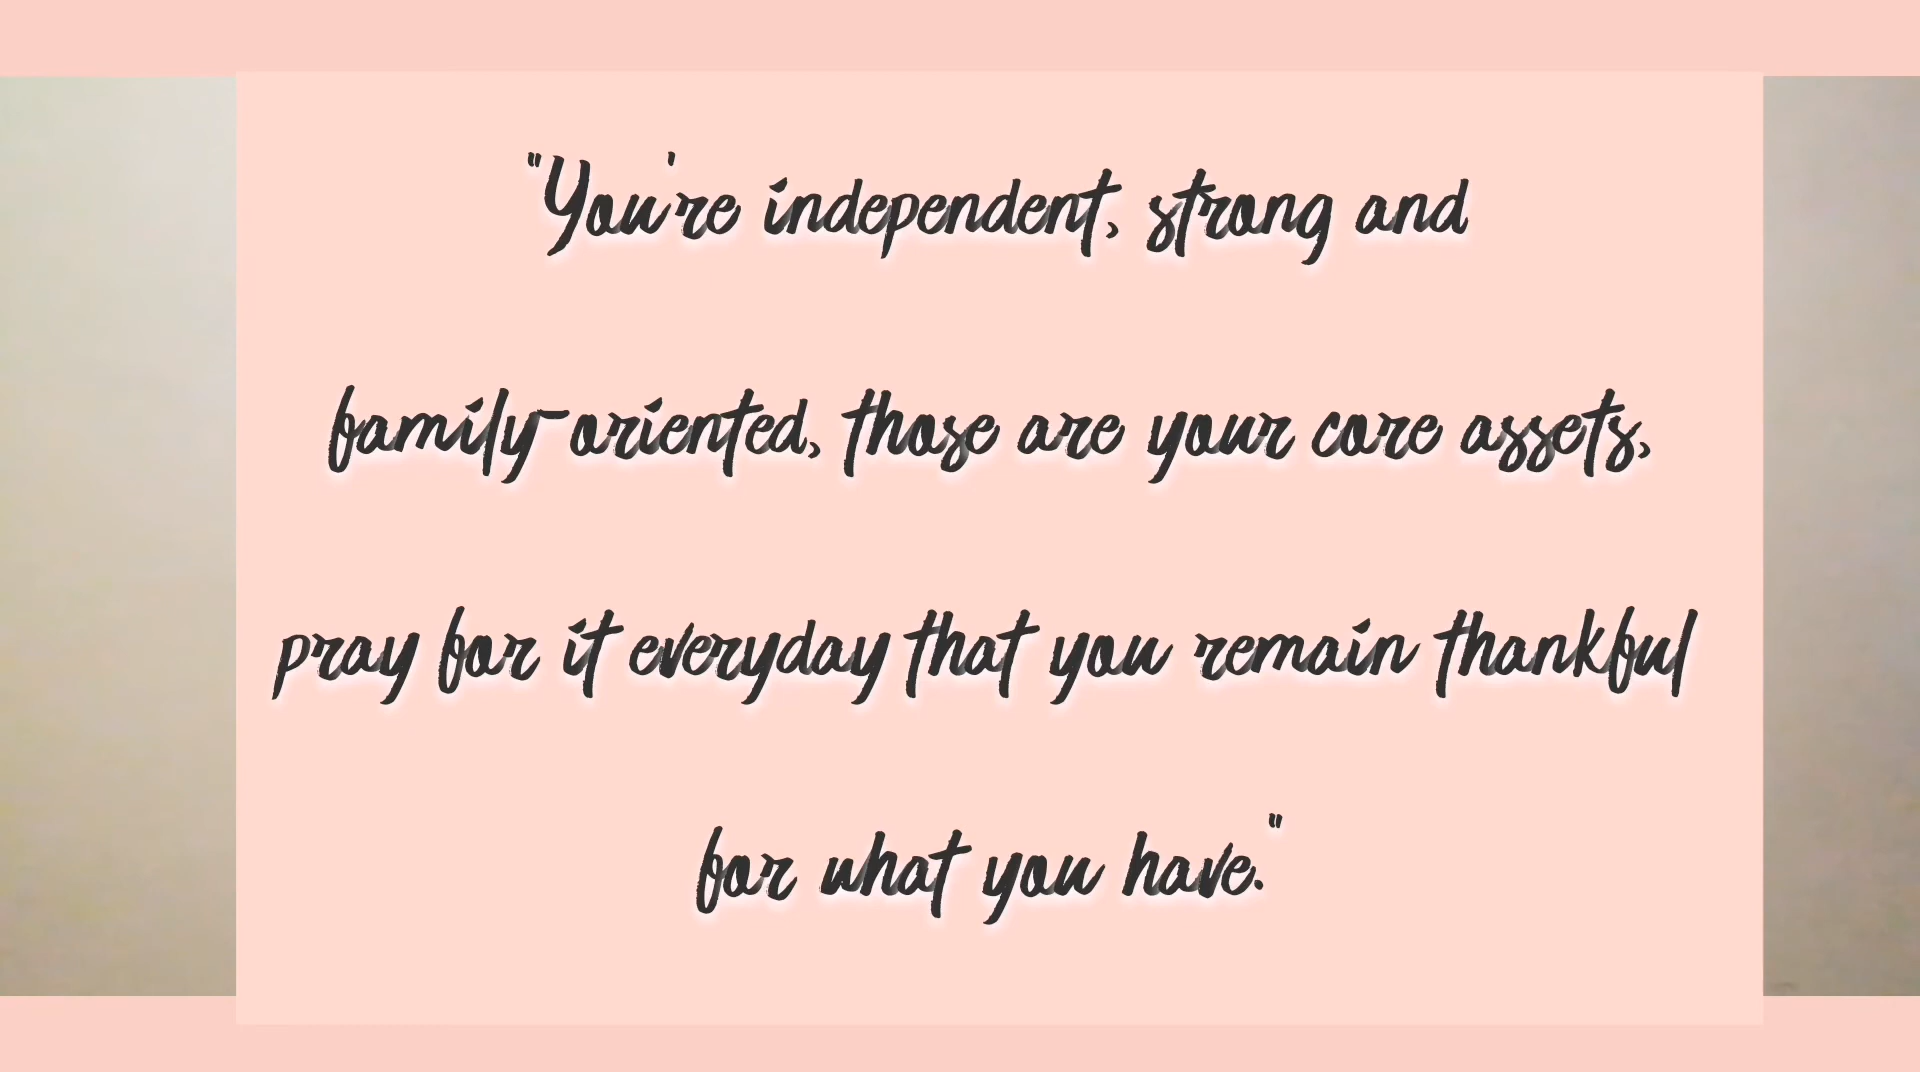 "You're independent, strong and
family-oriented, those are your core assets,
pray for it everyday that you remain thankful
for what you have."